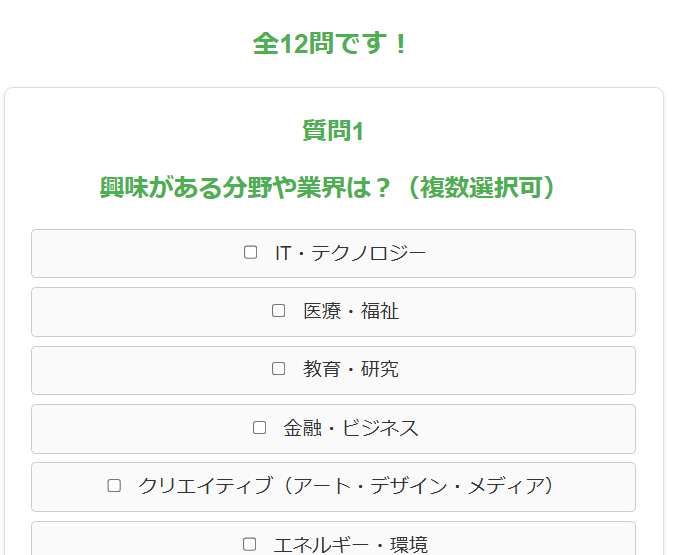 全12問です！
質問1
興味がある分野や業界は？（複数選択可）
IT・テクノロジー
医療・福祉
教育・研究
金融・ビジネス
クリエイティブ（アート・デザイン・メディア）
エネルギー・環境